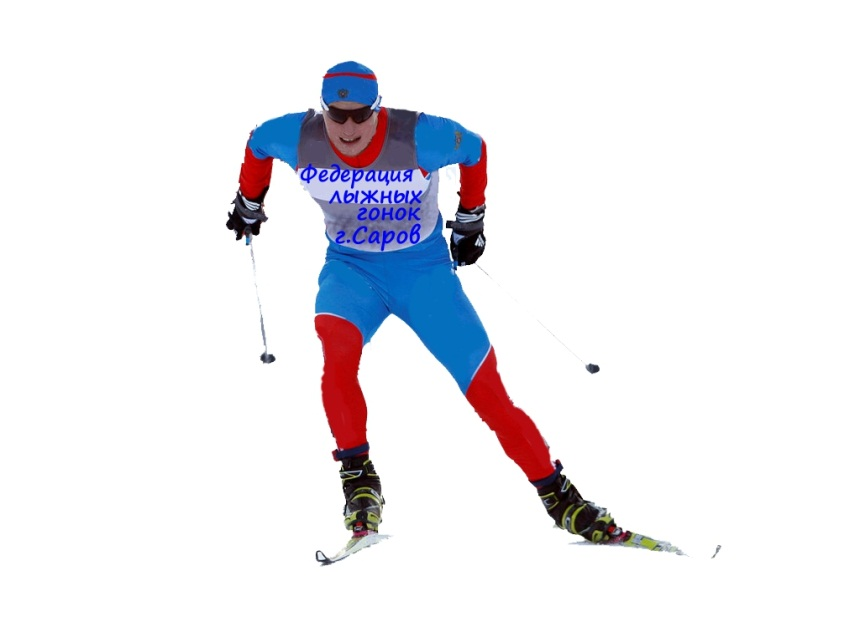 Федерация
лыжных
гонок
г.Саров